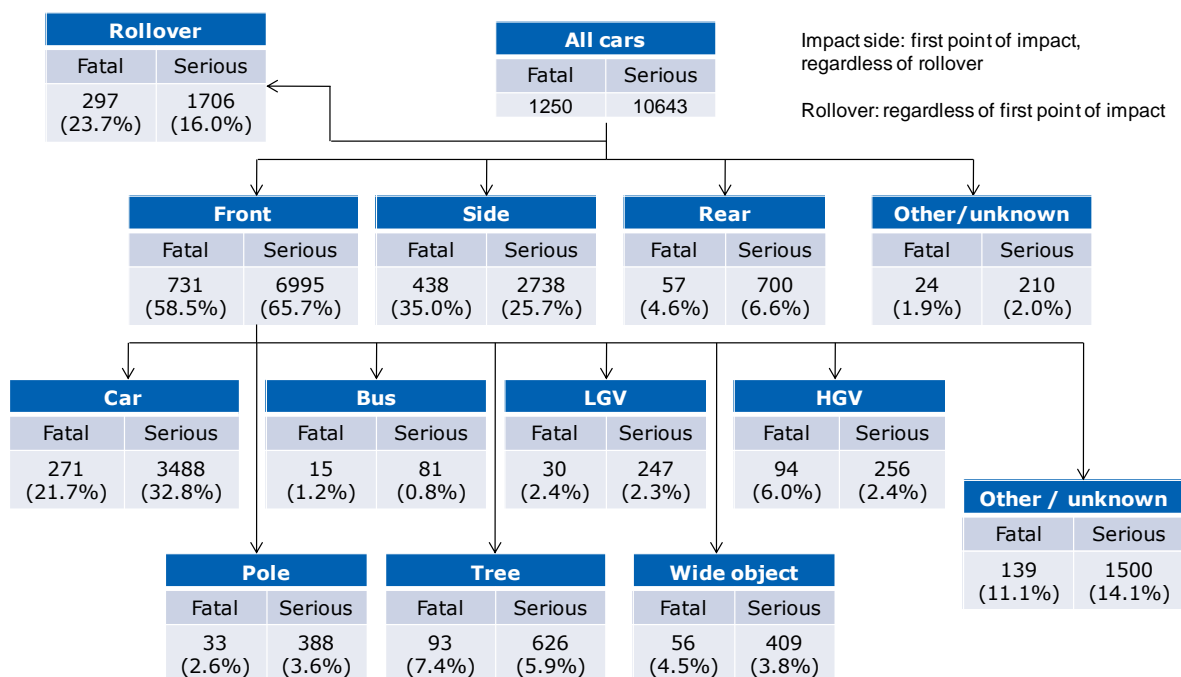 Rollover
Fatal Serious
297 1706
(23.7%) (16.0%)
All cars
Fatal Serious
1250 10643
Impact side: first point of impact,
regardless of rollover
Rollover: regardless of first point of impact
Front
Fatal Serious
731 6995
(58.5%) (65.7%)
Side
Fatal Serious
438 2738
(35.0%) (25.7%)
Rear
Fatal Serious
57 700
(4.6%) (6.6%)
Other/unknown
Fatal Serious
24 210
(1.9%) (2.0%)
Car
Fatal Serious
271 3488
(21.7%) (32.8%)
Bus
Fatal Serious
15 81
(1.2%) (0.8%)
LGV
Fatal Serious
30 247
(2.4%) (2.3%)
HGV
Fatal Serious
94 256
(6.0%) (2.4%)
Other / unknown
Fatal Serious
139 1500
(11.1%) (14.1%)
Pole
Fatal Serious
33 388
(2.6%) (3.6%)
Tree
Fatal Serious
93 626
(7.4%) (5.9%)
Wide object
Fatal Serious
56 409
(4.5%) (3.8%)